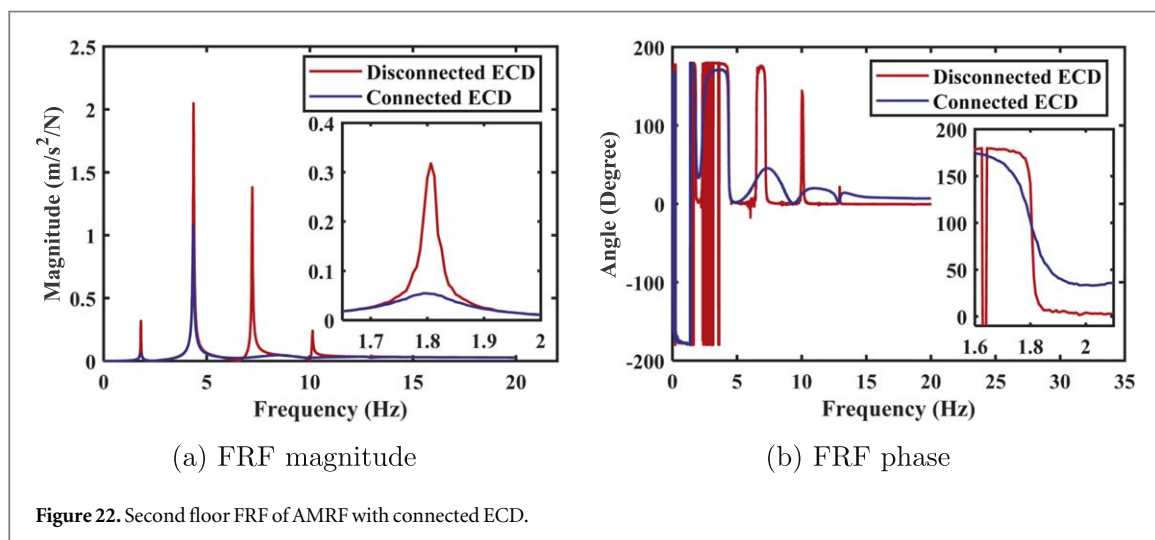 2.5
2
1.5
1
0.5
0
Magnitude (m/s²/N)
Disconnected ECD
Connected ECD
0.4
0.3
0.2
0.1
0
1.7 1.8 1.9 2
0 5 10 15 20
Frequency (Hz)
(a) FRF magnitude
200
100
0
-100
-200
Angle (Degree)
Disconnected ECD
Connected ECD
200
150
100
50
0
1.6 1.8 2
0 5 10 15 20 25 30 35
Frequency (Hz)
(b) FRF phase
Figure 22. Second floor FRF of AMRF with connected ECD.